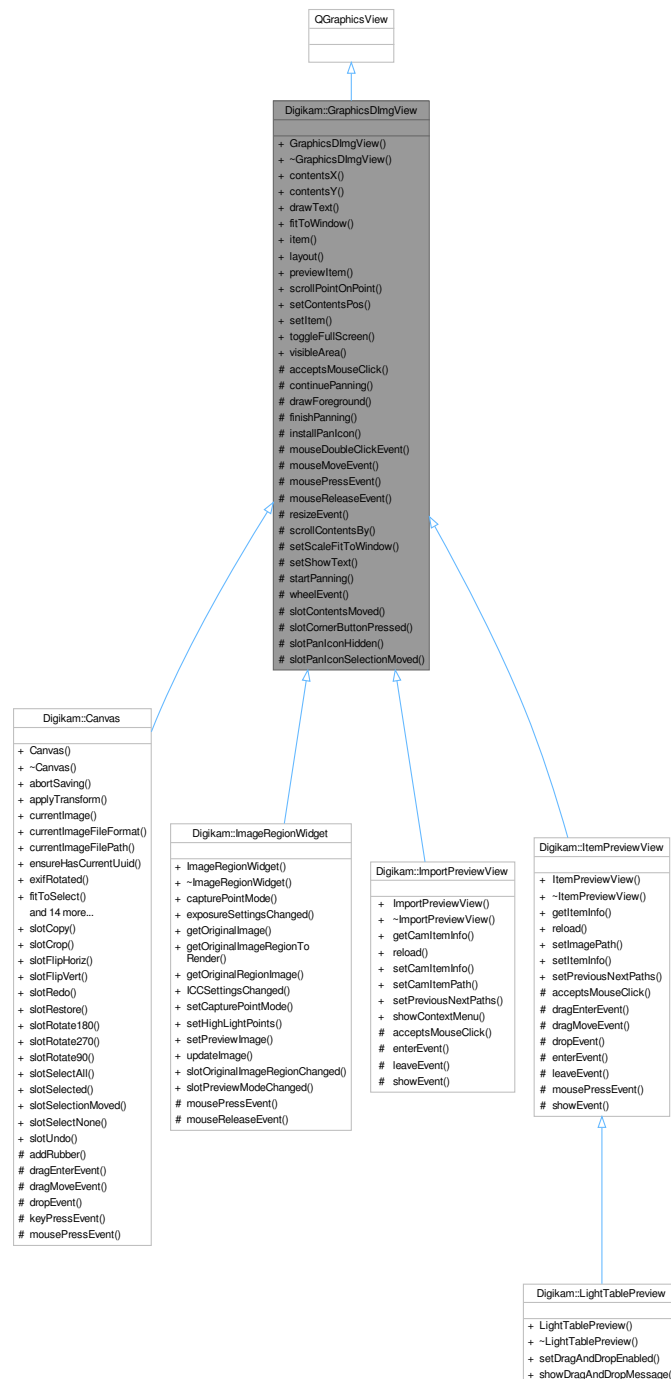 QGraphicsView
Digikam::GraphicsDImgView
+ GraphicsDImgView()
+ ~GraphicsDImgView()
+ contentsX()
+ contentsY()
+ drawText()
+ fitToWindow()
+ item()
+ layout()
+ previewItem()
+ scrollPointOnPoint()
+ setContentsPos()
+ setItem()
+ toggleFullScreen()
+ visibleArea()
# acceptsMouseClick()
# continuePanning()
# drawForeground()
# finishPanning()
# installPanIcon()
# mouseDoubleClickEvent()
# mouseMoveEvent()
# mousePressEvent()
# mouseReleaseEvent()
# resizeEvent()
# scrollContentsBy()
# setScaleFitToWindow()
# setShowText()
# startPanning()
# wheelEvent()
# slotContentsMoved()
# slotCornerButtonPressed()
# slotPanIconHidden()
# slotPanIconSelectionMoved()
Digikam::Canvas
+ Canvas()
+ ~Canvas()
+ abortSaving()
+ applyTransform()
+ currentImage()
+ currentImageFileFormat()
+ currentImageFilePath()
+ ensureHasCurrentUuid()
+ exifRotated()
+ fitToSelect()
and 14 more...
+ slotCopy()
+ slotCrop()
+ slotFlipHoriz()
+ slotFlipVert()
+ slotRedo()
+ slotRestore()
+ slotRotate180()
+ slotRotate270()
+ slotRotate90()
+ slotSelectAll()
+ slotSelected()
+ slotSelectionMoved()
+ slotSelectNone()
+ slotUndo()
# addRubber()
# dragEnterEvent()
# dragMoveEvent()
# dropEvent()
# keyPressEvent()
# mousePressEvent()
Digikam::ImageRegionWidget
+ ImageRegionWidget()
+ ~ImageRegionWidget()
+ capturePointMode()
+ exposureSettingsChanged()
+ getOriginalImage()
+ getOriginalImageRegionTo
Render()
+ getOriginalRegionImage()
+ ICCSettingsChanged()
+ setCapturePointMode()
+ setHighLightPoints()
+ setPreviewImage()
+ updateImage()
+ slotOriginalImageRegionChanged()
+ slotPreviewModeChanged()
# mousePressEvent()
# mouseReleaseEvent()
Digikam::ImportPreviewView
+ ImportPreviewView()
+ ~ImportPreviewView()
+ getCamItemInfo()
+ reload()
+ setCamItemInfo()
+ setCamItemPath()
+ setPreviousNextPaths()
+ showContextMenu()
# acceptsMouseClick()
# enterEvent()
# leaveEvent()
# showEvent()
Digikam::ItemPreviewView
+ ItemPreviewView()
+ ~ItemPreviewView()
+ getItemInfo()
+ reload()
+ setImagePath()
+ setItemInfo()
+ setPreviousNextPaths()
# acceptsMouseClick()
# dragEnterEvent()
# dragMoveEvent()
# dropEvent()
# enterEvent()
# leaveEvent()
# mousePressEvent()
# showEvent()
Digikam::LightTablePreview
+ LightTablePreview()
+ ~LightTablePreview()
+ setDragAndDropEnabled()
+ showDragAndDropMessage()